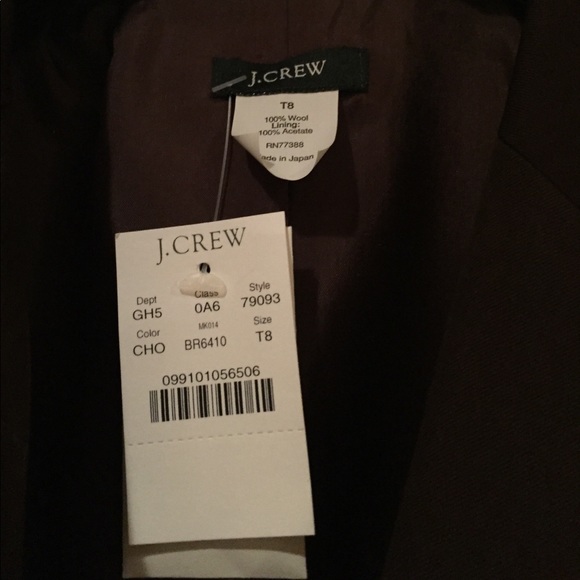 J.CREW
T8
100% Wool
Lining:
100% Acetate
RN77388
ade in Japan
J.CREW
Dept Class Style
GH5 0A6 79093
Color MK014 Size
CHO BR6410 T8
099101056506